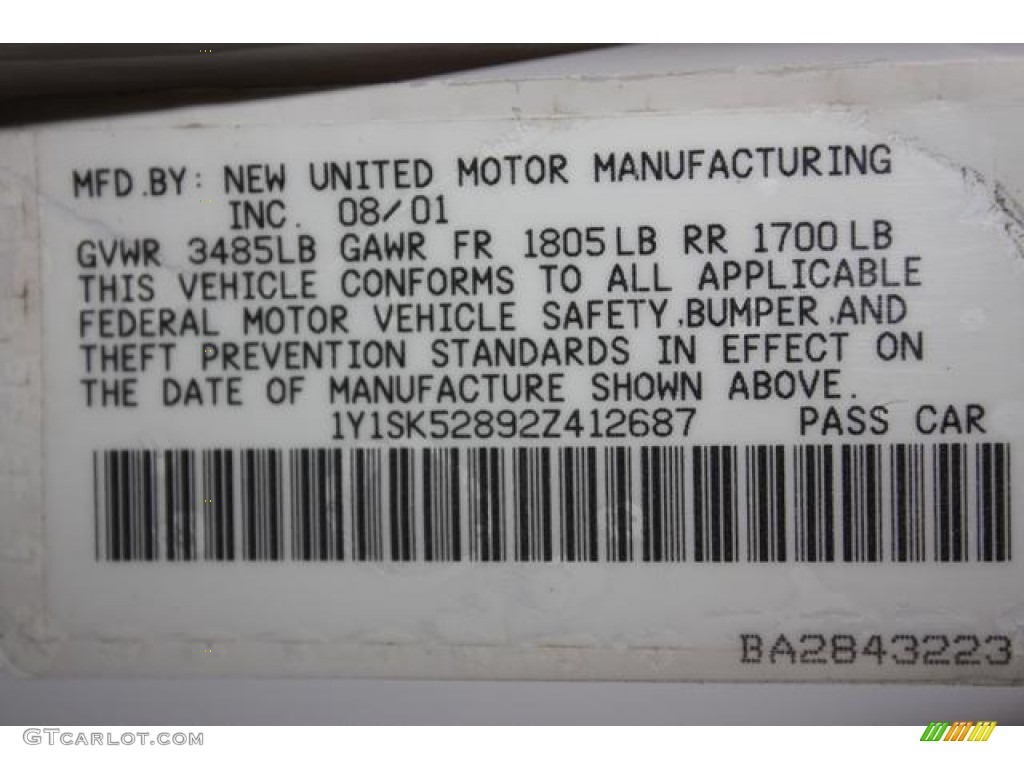 MFD.BY: NEW UNITED MOTOR MANUFACTURING
INC. 08/01
GVWR 3485LB GAWR FR 1805LB RR 1700LB
THIS VEHICLE CONFORMS TO ALL APPLICABLE
FEDERAL MOTOR VEHICLE SAFETY,BUMPER,AND
THEFT PREVENTION STANDARDS IN EFFECT ON
THE DATE OF MANUFACTURE SHOWN ABOVE.
1Y1SK52892Z412687 PASS CAR
BA2843223
GTCARLOT.COM